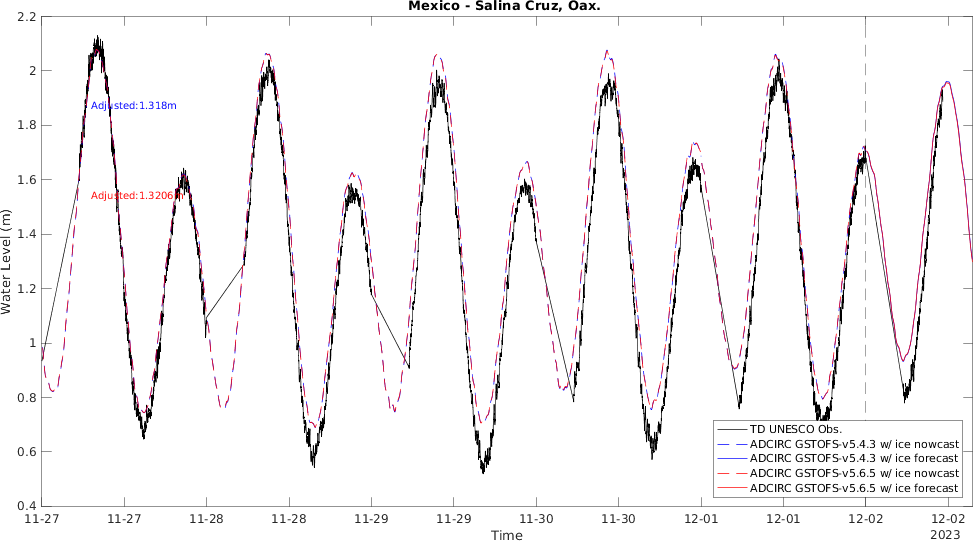 Mexico - Salina Cruz, Oax.
2.2
2
1.8
1.6
1.4
1.2
1
0.8
0.6
0.4
Water Level (m)
Adjusted:1.318m
Adjusted:1.3206m
TD UNESCO Obs.
ADCIRC GSTOFS-v5.4.3 w/ ice nowcast
ADCIRC GSTOFS-v5.4.3 w/ ice forecast
ADCIRC GSTOFS-v5.6.5 w/ ice nowcast
ADCIRC GSTOFS-v5.6.5 w/ ice forecast
11-27 11-27 11-28 11-28 11-29 11-29 11-30 11-30 12-01 12-01 12-02 12-02
Time
2023